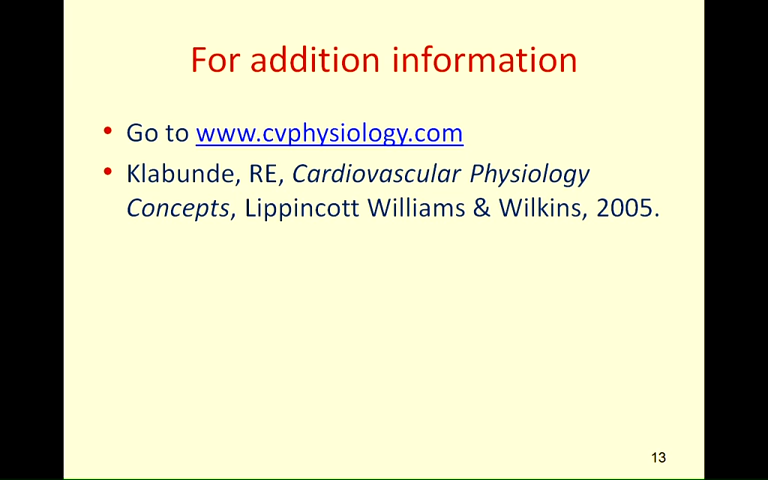 For addition information
• Go to www.cvphysiology.com
• Klabunde, RE, Cardiovascular Physiology
Concepts, Lippincott Williams & Wilkins, 2005.
13